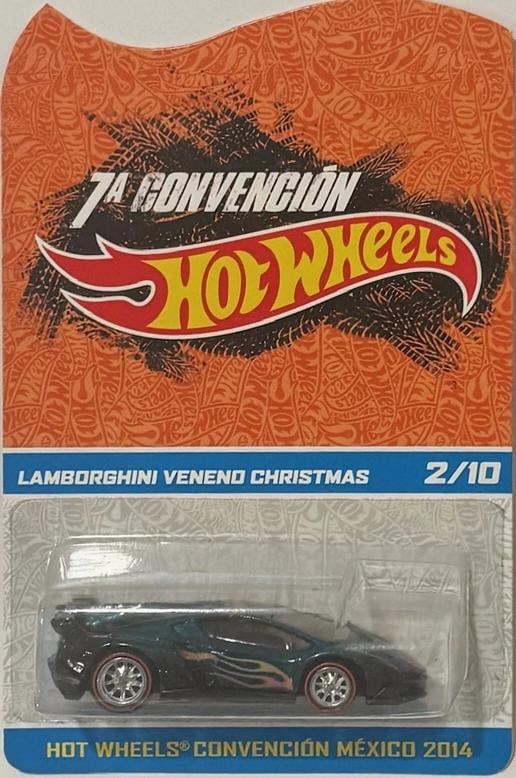 7A CONVENCIÓN
HOT WHEELS
LAMBORGHINI VENENO CHRISTMAS 2/10
HOT WHEELS® CONVENCIÓN MÉXICO 2014